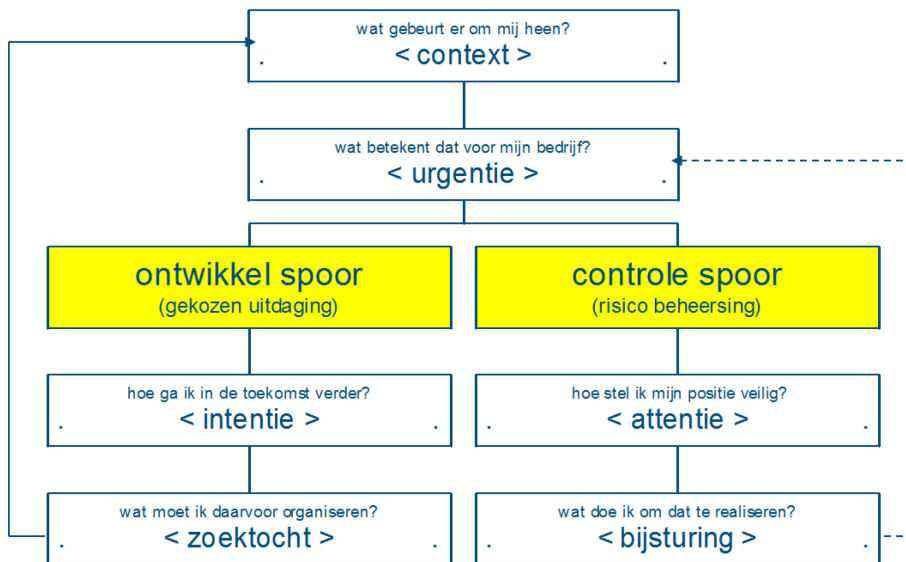 wat gebeurt er om mij heen?
. < context > .
wat betekent dat voor mijn bedrijf?
. < urgentie > .
ontwikkel spoor
(gekozen uitdaging)
controle spoor
(risico beheersing)
hoe ga ik in de toekomst verder?
. < intentie > .
hoe stel ik mijn positie veilig?
. < attentie > .
wat moet ik daarvoor organiseren?
. < zoektocht > .
wat doe ik om dat te realiseren?
. < bijsturing > .